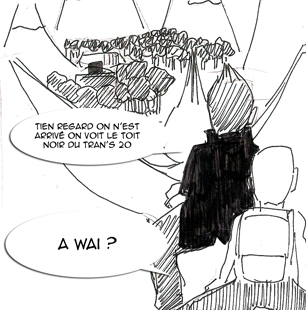 TIEN REGARD ON N'EST
ARRIVÉ ON VOIT LE TOIT
NOIR DU TRAN'S 20
A WAI ?